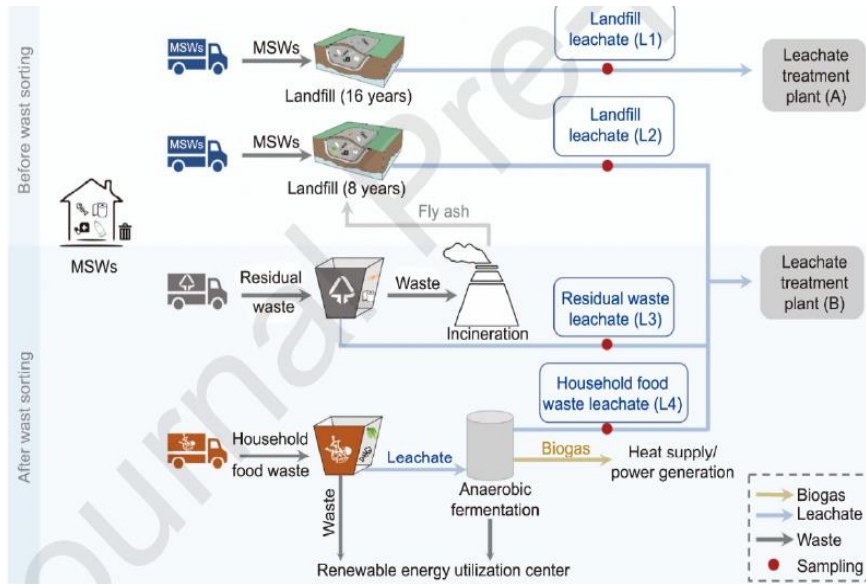 Before wast sorting
MSWs
MSWs
Landfill (16 years)
Landfill
leachate (L1)
Leachate
treatment
plant (A)
MSWs
MSWs
Landfill (8 years)
Landfill
leachate (L2)
Fly ash
MSWs
After wast sorting
Residual
waste
Waste
Incineration
Residual waste
leachate (L3)
Leachate
treatment
plant (B)
Household
food waste
Leachate
Waste
Anaerobic
fermentation
Household food
waste leachate (L4)
Biogas
Heat supply/
power generation
Renewable energy utilization center
Biogas
Leachate
Waste
Sampling
ournal Pre